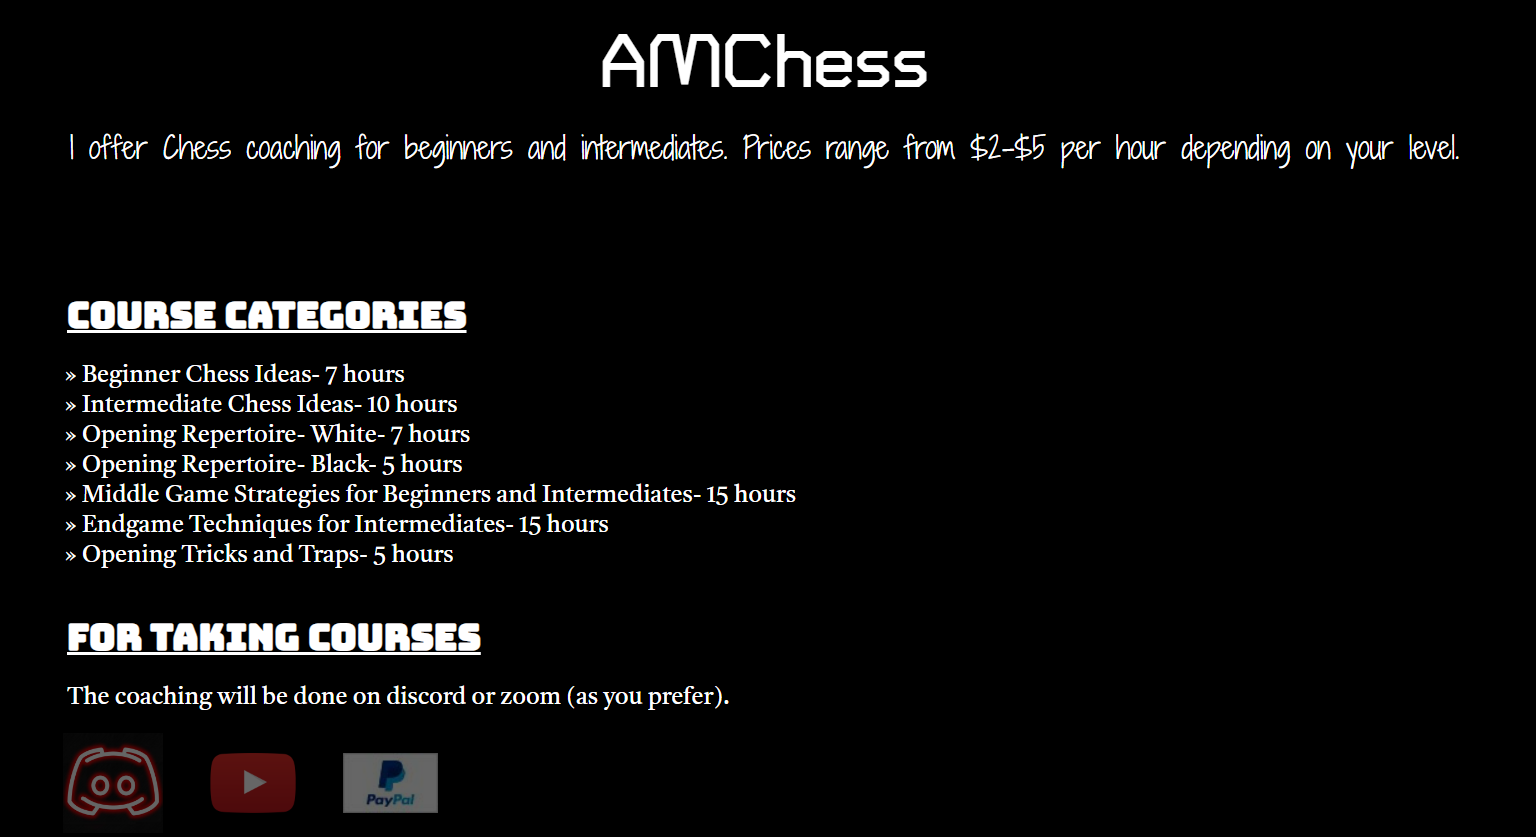 AMChess
I offer Chess coaching for beginners and intermediates. Prices range from $2-$5 per hour depending on your level.
COURSE CATEGORIES
» Beginner Chess Ideas- 7 hours
» Intermediate Chess Ideas- 10 hours
» Opening Repertoire- White- 7 hours
» Opening Repertoire- Black- 5 hours
» Middle Game Strategies for Beginners and Intermediates- 15 hours
» Endgame Techniques for Intermediates- 15 hours
» Opening Tricks and Traps- 5 hours
FOR TAKING COURSES
The coaching will be done on discord or zoom (as you prefer).
PayPal